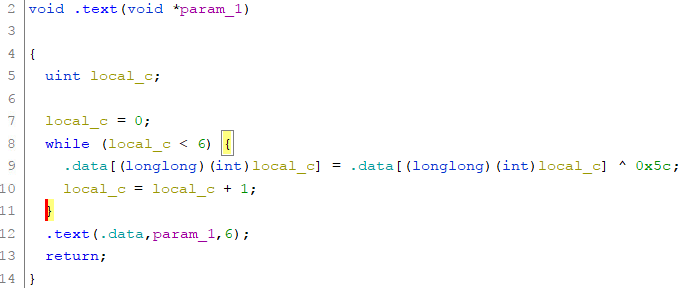 2 void .text(void *param_1)
3
4 {
5 uint local_c;
6
7 local_c = 0;
8 while (local_c < 6) {
9 .data[(longlong)(int)local_c] = .data[(longlong)(int)local_c] ^ 0x5c;
10 local_c = local_c + 1;
11 }
12 .text(.data,param_1,6);
13 return;
14 }